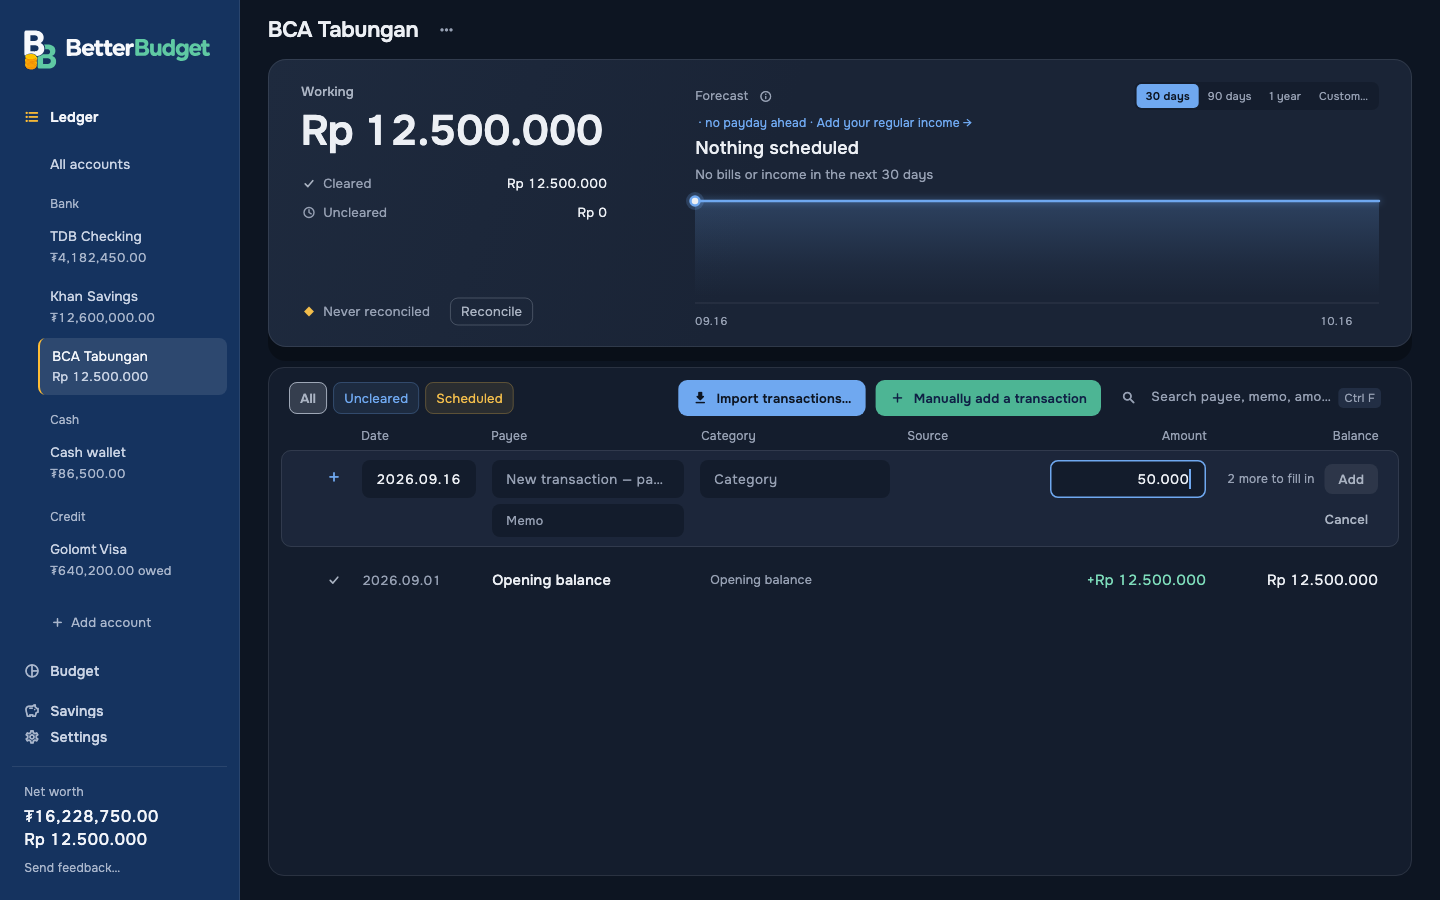 BetterBudget
Ledger
All accounts
Bank
TDB Checking
₮4,182,450.00
Khan Savings
₮12,600,000.00
BCA Tabungan
Rp 12.500.000
Cash
Cash wallet
₮86,500.00
Credit
Golomt Visa
₮640,200.00 owed
+ Add account
Budget
Savings
Settings
Net worth
₮16,228,750.00
Rp 12.500.000
Send feedback...
BCA Tabungan
Working
Rp 12.500.000
Cleared Rp 12.500.000
Uncleared Rp 0
Never reconciled Reconcile
Forecast 30 days 90 days 1 year Custom...
· no payday ahead · Add your regular income →
Nothing scheduled
No bills or income in the next 30 days
09.16 10.16
All Uncleared Scheduled Import transactions... + Manually add a transaction Search payee, memo, amo... Ctrl F
Date Payee Category Source Amount Balance
+ 2026.09.16 New transaction — pa... Category 50.000 2 more to fill in Add
Memo Cancel
2026.09.01 Opening balance Opening balance +Rp 12.500.000 Rp 12.500.000